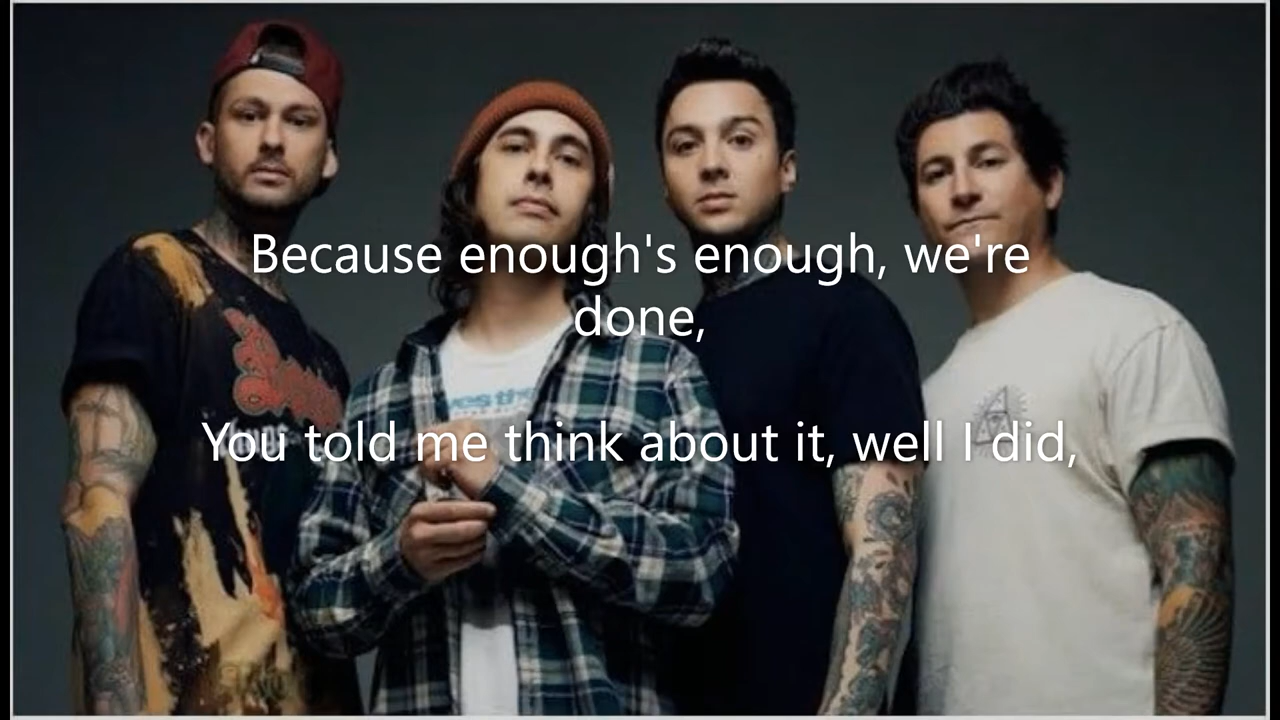 Because enough's enough, we're
done,
You told me think about it, well I did,